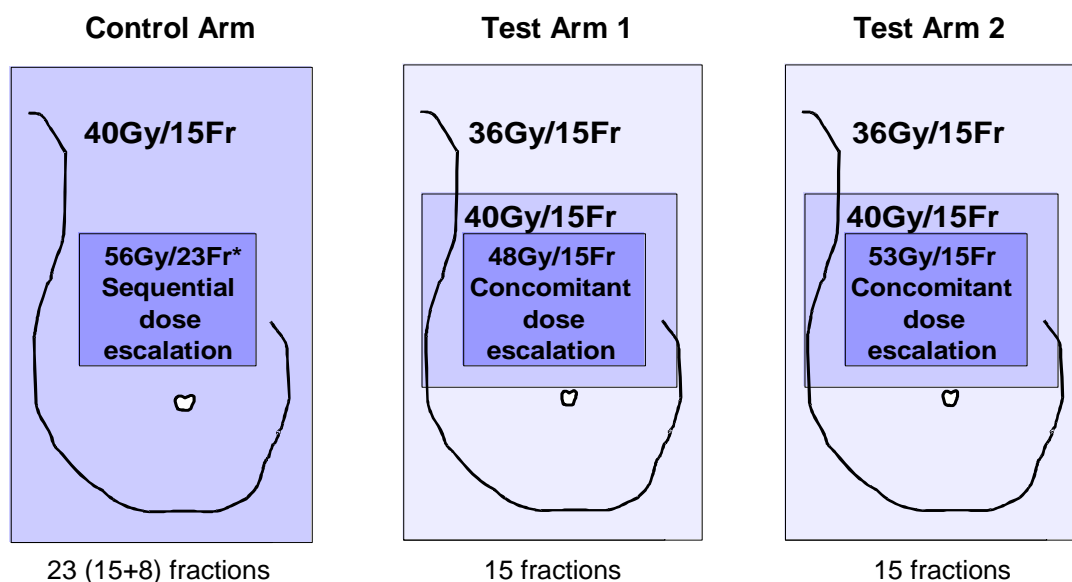 Control Arm
40Gy/15Fr
56Gy/23Fr*
Sequential
dose
escalation
23 (15+8) fractions
Test Arm 1
36Gy/15Fr
40Gy/15Fr
48Gy/15Fr
Concomitant
dose
escalation
15 fractions
Test Arm 2
36Gy/15Fr
40Gy/15Fr
53Gy/15Fr
Concomitant
dose
escalation
15 fractions